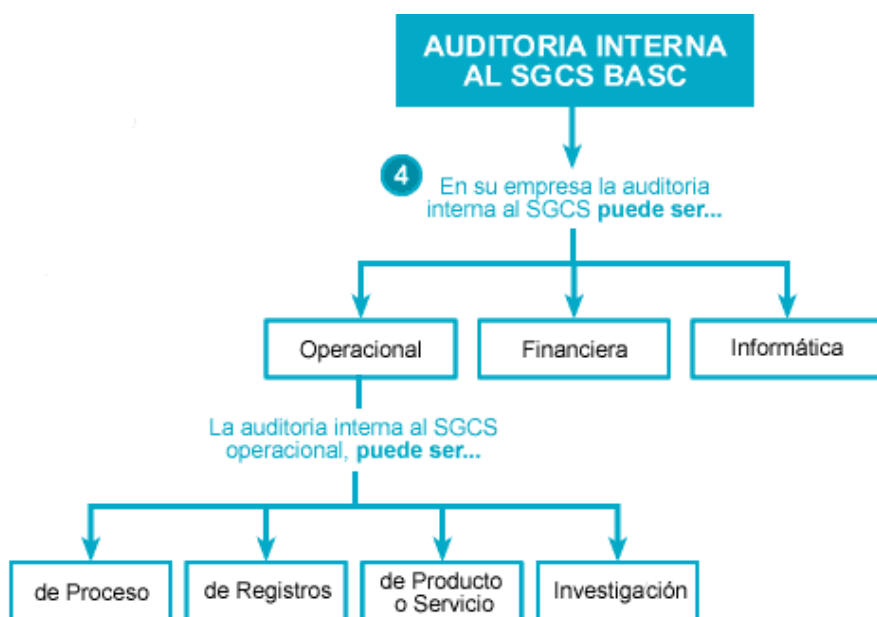 AUDITORIA INTERNA
AL SGCS BASC
4
En su empresa la auditoria
interna al SGCS puede ser...
Operacional
Financiera
Informática
La auditoria interna al SGCS
operacional, puede ser...
de Proceso
de Registros
de Producto
o Servicio
Investigación